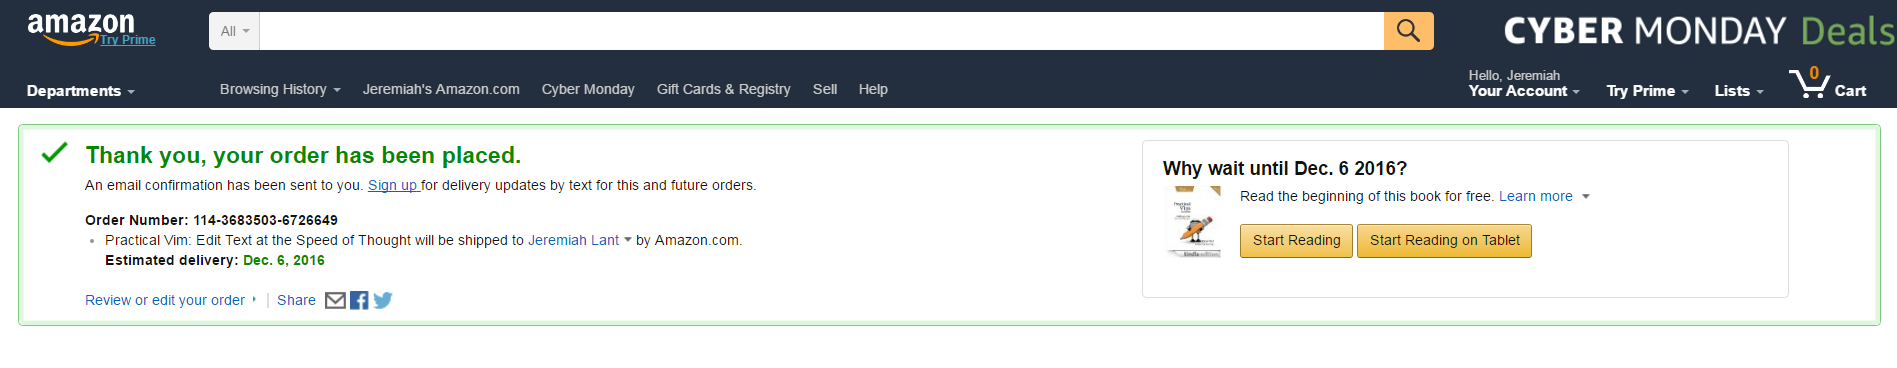 amazon
Try Prime
All
CYBER MONDAY Deals
Departments
Browsing History
Jeremiah's Amazon.com
Cyber Monday
Gift Cards & Registry
Sell
Help
Hello, Jeremiah
Your Account
Try Prime
Lists
0
Cart
Thank you, your order has been placed.
An email confirmation has been sent to you. Sign up for delivery updates by text for this and future orders.
Order Number: 114-3683503-6726649
Practical Vim: Edit Text at the Speed of Thought will be shipped to Jeremiah Lant by Amazon.com.
Estimated delivery: Dec. 6, 2016
Review or edit your order
Share
Why wait until Dec. 6 2016?
Practical
Vim
kindle edition
Read the beginning of this book for free. Learn more
Start Reading
Start Reading on Tablet